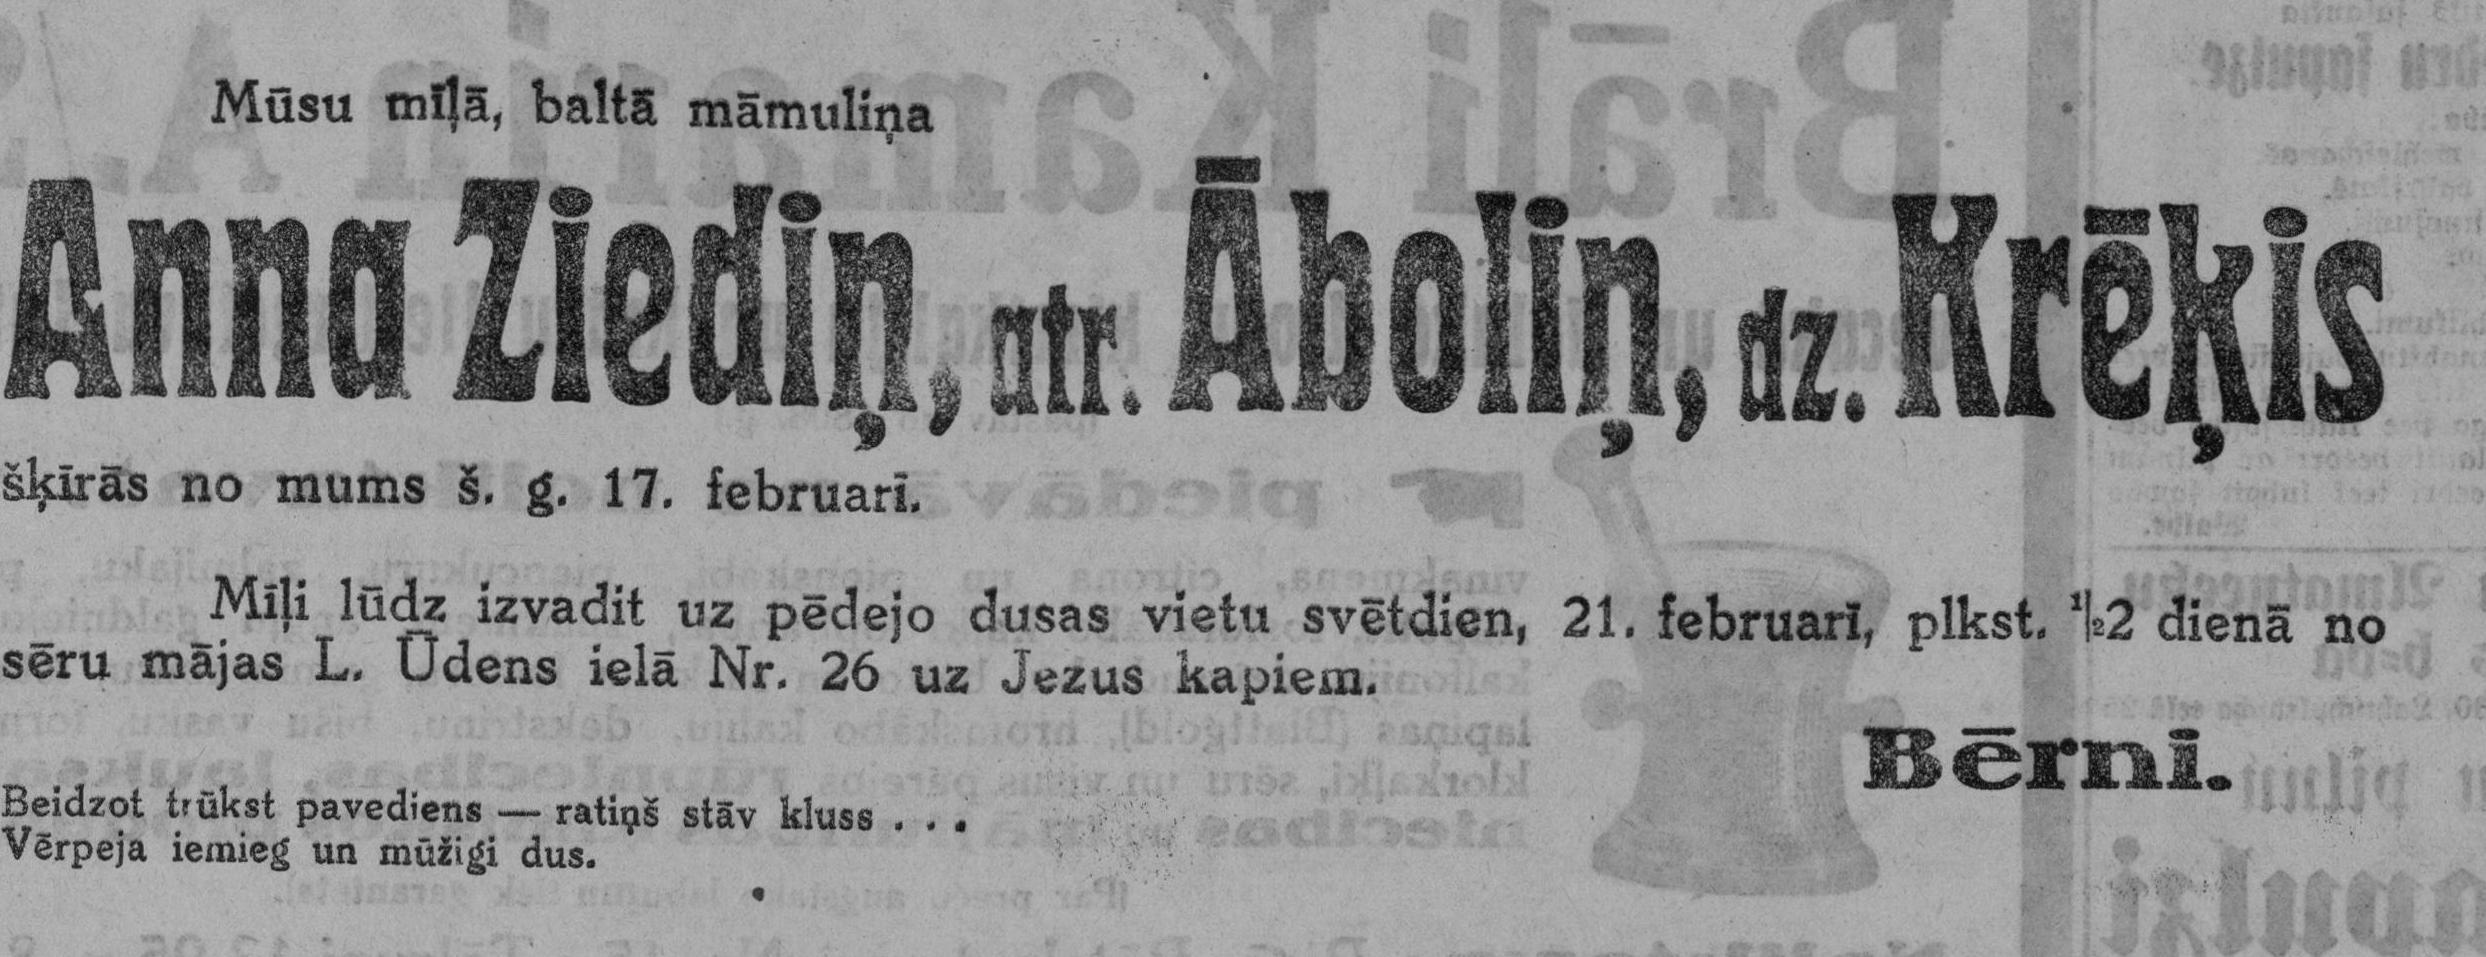 Mūsu mīļā, baltā māmuliņa
Anna Ziediņ, atr. Āboliņ, dz. Krēķis
šķīrās no mums š. g. 17. februarī.
Mīļi lūdz izvadit uz pēdejo dusas vietu svētdien, 21. februarī, plkst. ½2 dienā no
sēru mājas L. Ūdens ielā Nr. 26 uz Jezus kapiem.
Bērni.
Beidzot trūkst pavediens — ratiņš stāv kluss . . .
Vērpeja iemieg un mūžigi dus.